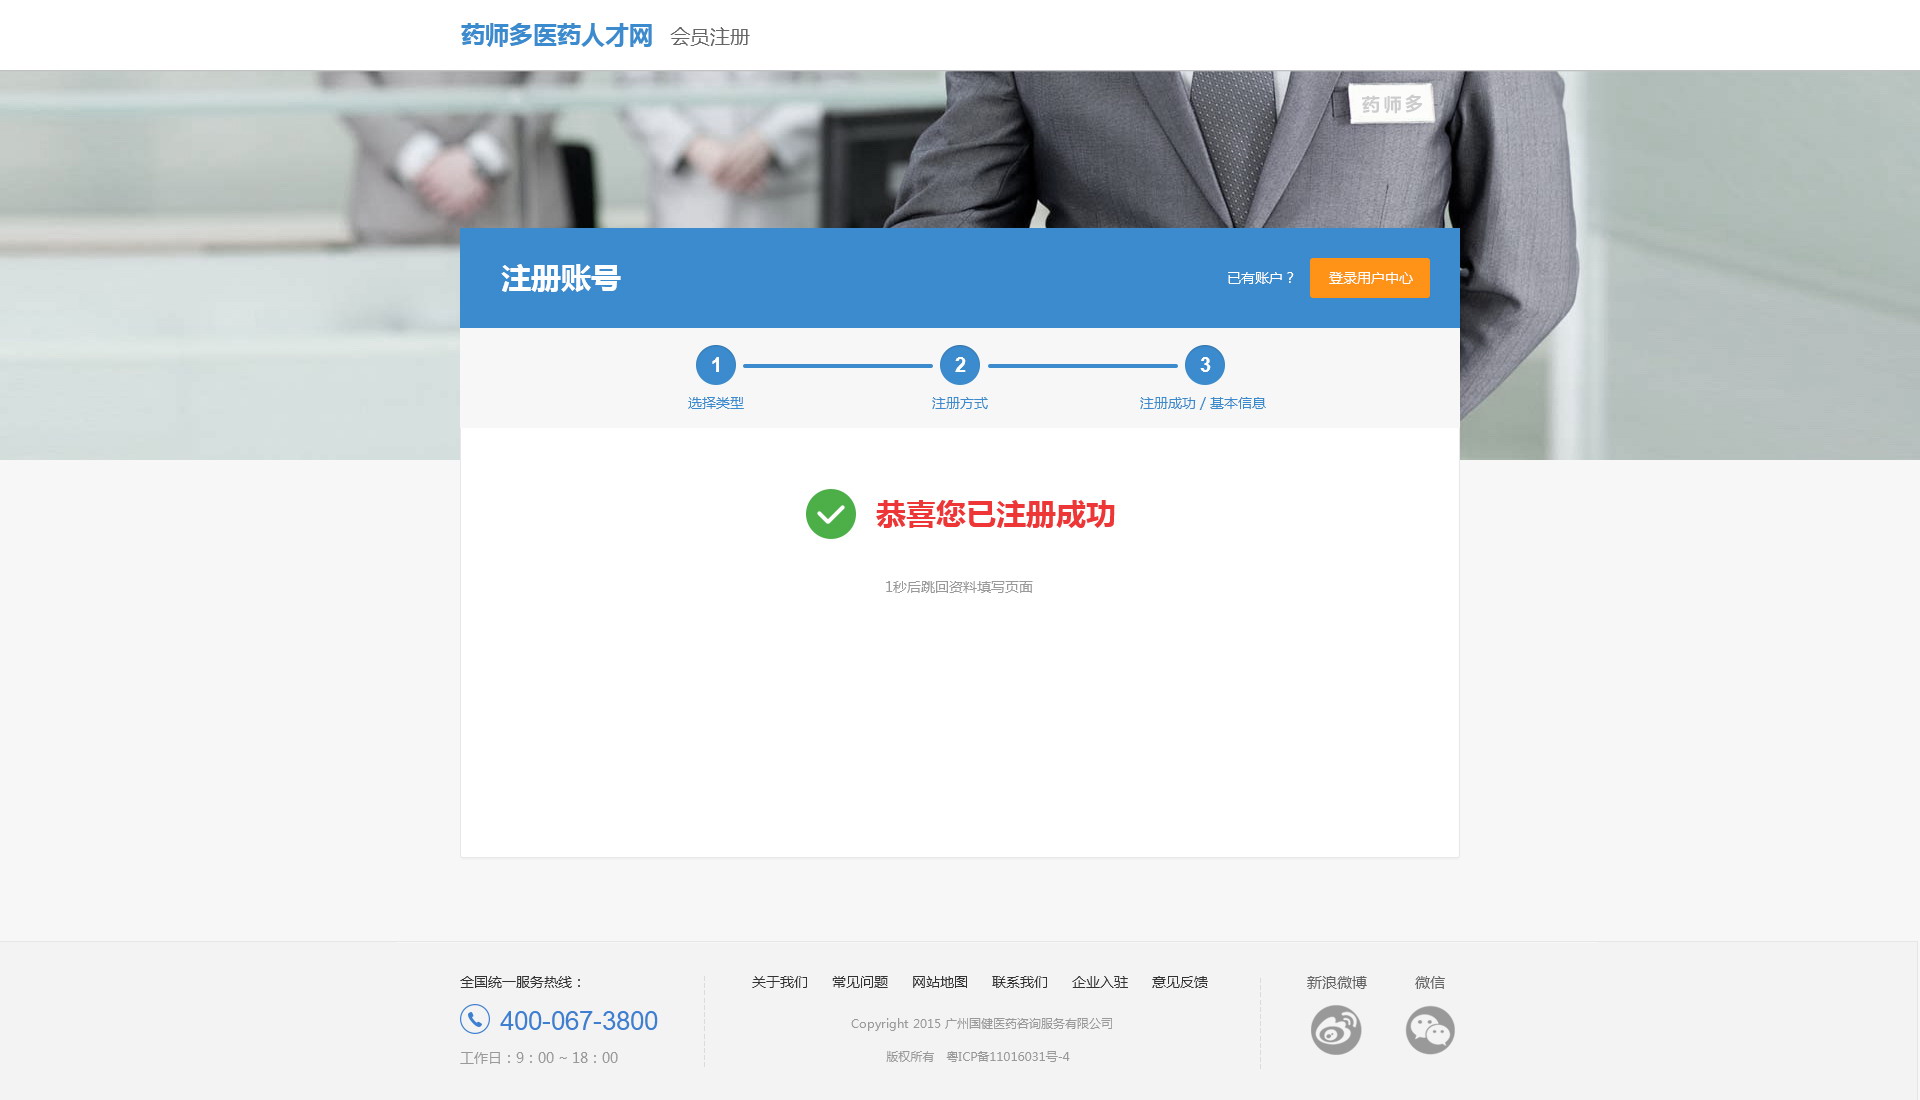 药师多医药人才网 会员注册
药师多
注册账号 已有账户？ 登录用户中心
1 2 3
选择类型 注册方式 注册成功 / 基本信息
恭喜您已注册成功
1秒后跳回资料填写页面
全国统一服务热线：
400-067-3800
工作日：9：00 ~ 18：00
关于我们 常见问题 网站地图 联系我们 企业入驻 意见反馈
Copyright 2015 广州国健医药咨询服务有限公司
版权所有 粤ICP备11016031号-4
新浪微博 微信